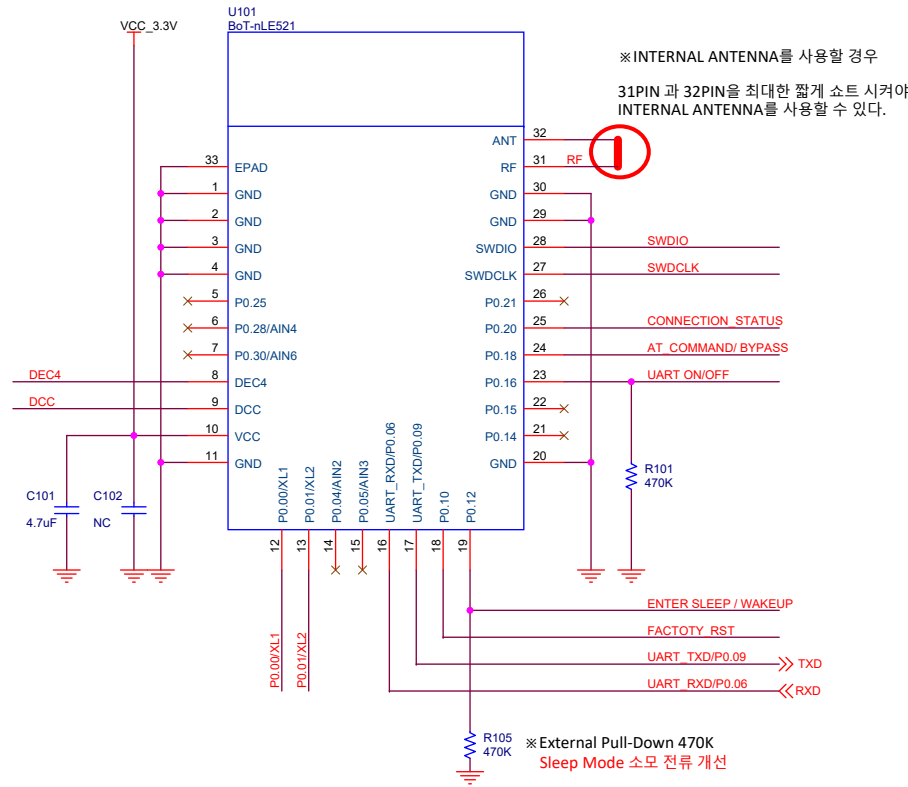 U101
BoT-nLE521
VCC_3.3V
※INTERNAL ANTENNA를 사용할 경우
31PIN 과 32PIN을 최대한 짧게 쇼트 시켜야
INTERNAL ANTENNA를 사용할 수 있다.
ANT 32
33 EPAD
RF 31 RF
1 GND
GND 30
2 GND
GND 29
3 GND
SWDIO 28 SWDIO
4 GND
SWDCLK 27 SWDCLK
5 P0.25
P0.21 26
6 P0.28/AIN4
P0.20 25 CONNECTION_STATUS
7 P0.30/AIN6
P0.18 24 AT_COMMAND/ BYPASS
DEC4 8 DEC4
P0.16 23 UART ON/OFF
DCC 9 DCC
P0.15 22
10 VCC
P0.14 21
11 GND
GND 20
P0.00/XL1
P0.01/XL2
P0.04/AIN2
P0.05/AIN3
UART_RXD/P0.06
UART_TXD/P0.09
P0.10
P0.12
R101
470K
C101
4.7uF
C102
NC
12
13
14
15
16
17
18
19
P0.00/XL1
P0.01/XL2
ENTER SLEEP / WAKEUP
FACTOTY_RST
UART_TXD/P0.09 TXD
UART_RXD/P0.06 RXD
R105
470K
※External Pull-Down 470K
Sleep Mode 소모 전류 개선